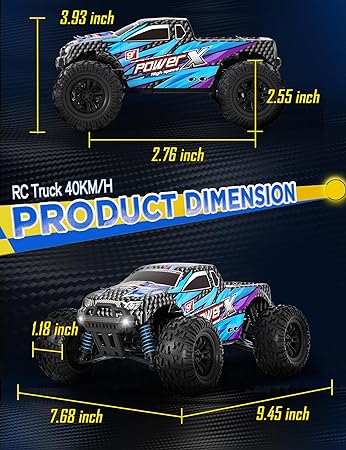 3.93 inch
POWER X
High speed
2.55 inch
2.76 inch
RC Truck 40KM/H
PRODUCT DIMENSION
1.18 inch
7.68 inch
9.45 inch